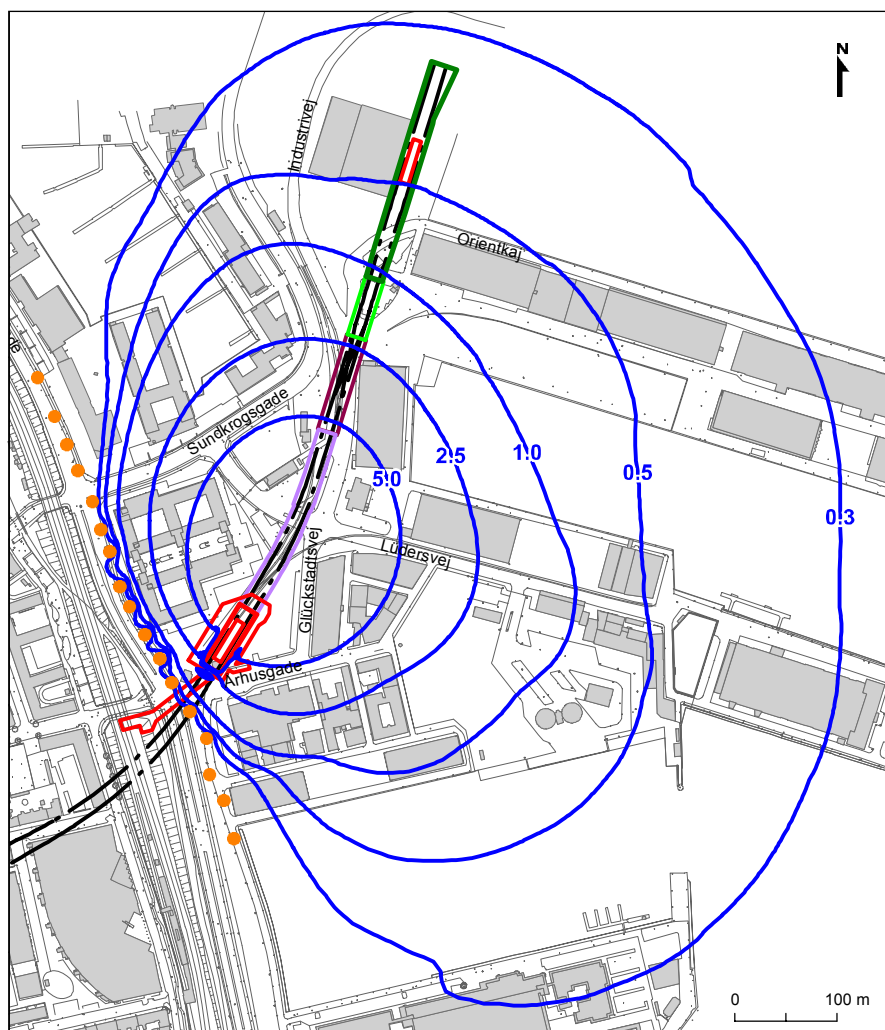 N
Industrivej
Orientkaj
Sundkrogsgade
5.0
2.5
1.0
0.5
0.3
Glückstadtsvej
Lüdersvej
Århusgade
0
100 m